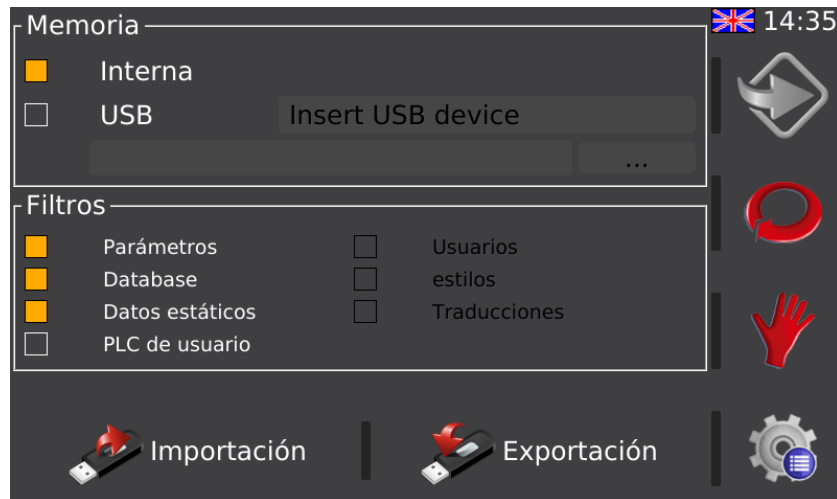 Memoria
14:35
Interna
USB
Insert USB device
...
Filtros
Parámetros
Usuarios
Database
estilos
Datos estáticos
Traducciones
PLC de usuario
Importación
Exportación